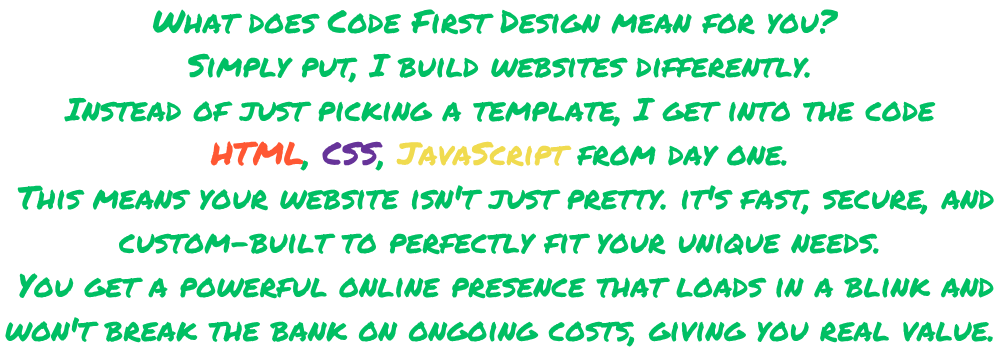 What does Code First Design mean for you?
Simply put, I build websites differently.
Instead of just picking a template, I get into the code
HTML, CSS, JavaScript from day one.
This means your website isn't just pretty. it's fast, secure, and
custom-built to perfectly fit your unique needs.
You get a powerful online presence that loads in a blink and
won't break the bank on ongoing costs, giving you real value.